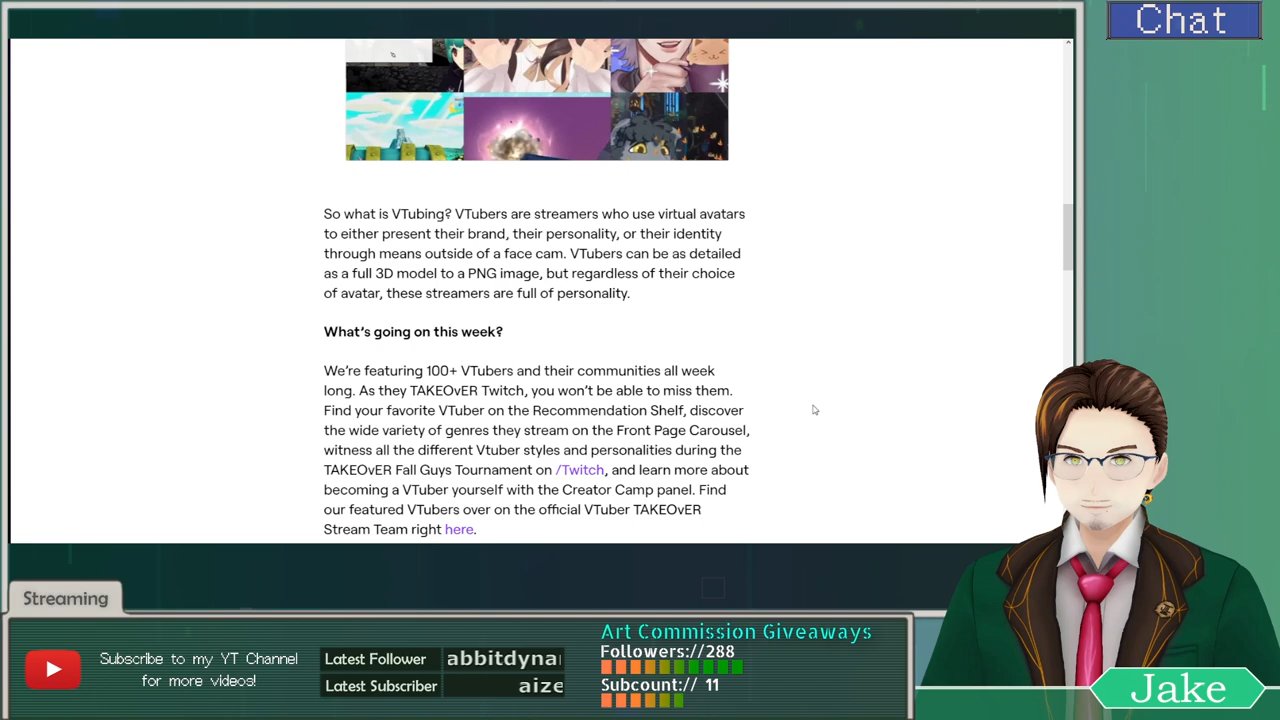 Chat
So what is VTubing? VTubers are streamers who use virtual avatars
to either present their brand, their personality, or their identity
through means outside of a face cam. VTubers can be as detailed
as a full 3D model to a PNG image, but regardless of their choice
of avatar, these streamers are full of personality.
What's going on this week?
We're featuring 100+ VTubers and their communities all week
long. As they TAKEOvER Twitch, you won't be able to miss them.
Find your favorite VTuber on the Recommendation Shelf, discover
the wide variety of genres they stream on the Front Page Carousel,
witness all the different Vtuber styles and personalities during the
TAKEOvER Fall Guys Tournament on /Twitch, and learn more about
becoming a VTuber yourself with the Creator Camp panel. Find
our featured VTubers over on the official VTuber TAKEOvER
Stream Team right here.
Streaming
Subscribe to my YT Channel
for more videos!
Latest Follower abbitdyna
Latest Subscriber aize
Art Commission Giveaways
Followers://288
Subcount:// 11
Jake